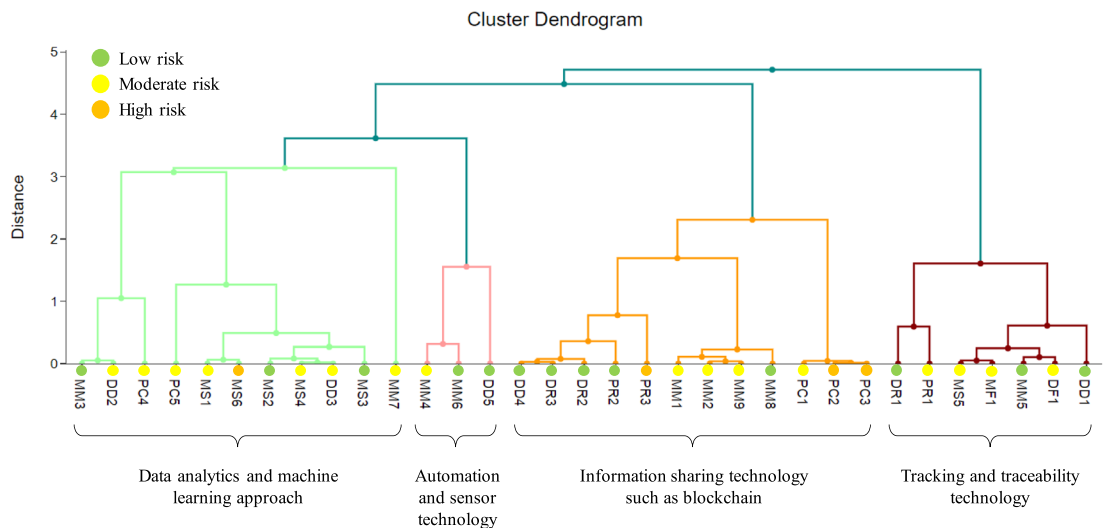 Cluster Dendrogram
5
4
3
2
1
0
Distance
Low risk
Moderate risk
High risk
MM3
DD2
PC4
PC5
MS1
MS6
MS2
MS4
DD3
MS3
MM7
MM4
MM6
DD5
DD4
DR3
DR2
PR2
PR3
MM1
MM2
MM9
MM8
PC1
PC2
PC3
DR1
PR1
MS5
MF1
MM5
DF1
DD1
Data analytics and machine
learning approach
Automation
and sensor
technology
Information sharing technology
such as blockchain
Tracking and traceability
technology